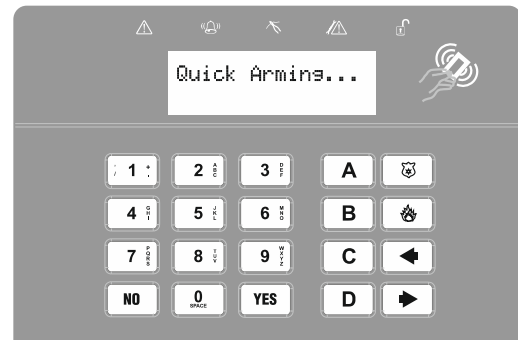 Quick Arming...
1 2 ABC 3 DEF A
4 GHI 5 JKL 6 MNO B
7 PQRS 8 TUV 9 WXYZ C
NO 0 SPACE YES D